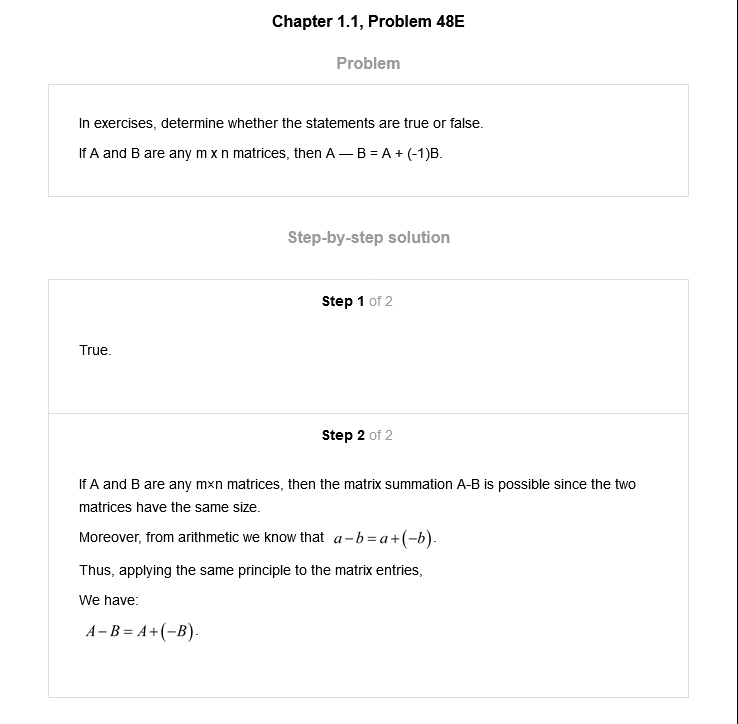 Chapter 1.1, Problem 48E
Problem
In exercises, determine whether the statements are true or false.
If A and B are any m x n matrices, then A — B = A + (-1)B.
Step-by-step solution
Step 1 of 2
True.
Step 2 of 2
If A and B are any m×n matrices, then the matrix summation A-B is possible since the two
matrices have the same size.
Moreover, from arithmetic we know that a−b=a+(−b).
Thus, applying the same principle to the matrix entries,
We have:
A−B=A+(−B).